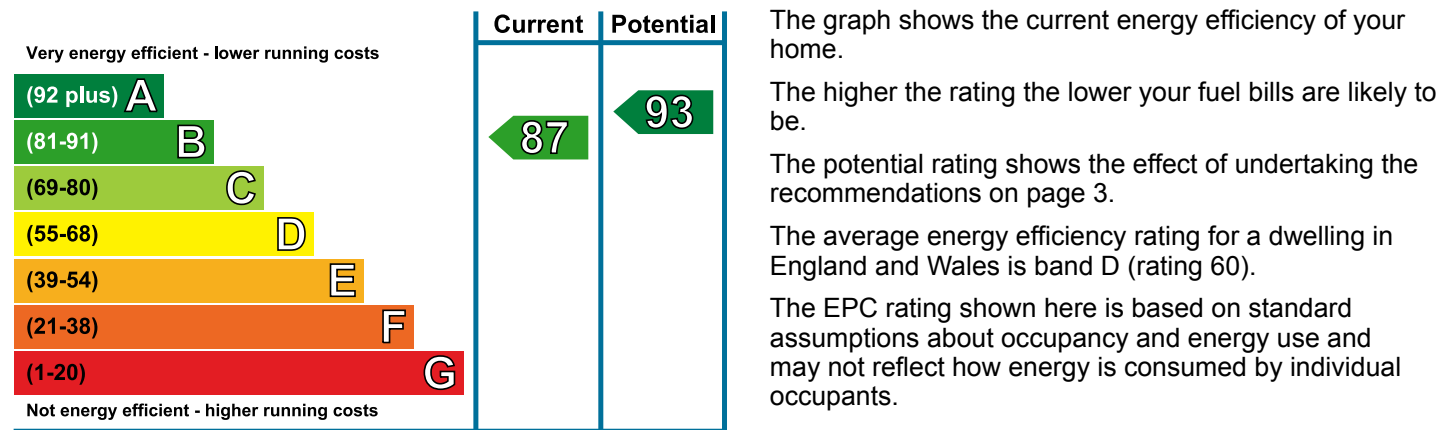 Current Potential
Very energy efficient - lower running costs
(92 plus) A
(81-91) B
(69-80) C
(55-68) D
(39-54) E
(21-38) F
(1-20) G
Not energy efficient - higher running costs
87
93
The graph shows the current energy efficiency of your
home.
The higher the rating the lower your fuel bills are likely to
be.
The potential rating shows the effect of undertaking the
recommendations on page 3.
The average energy efficiency rating for a dwelling in
England and Wales is band D (rating 60).
The EPC rating shown here is based on standard
assumptions about occupancy and energy use and
may not reflect how energy is consumed by individual
occupants.